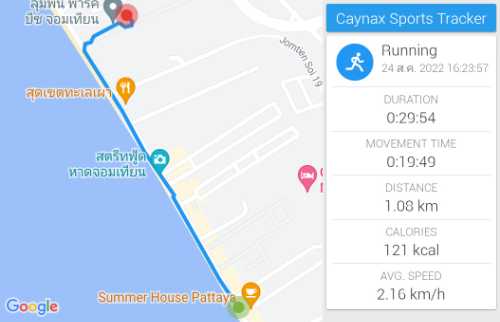 ลุมพินี พาร์ค
บีช จอมเทียน
Jomtien Soi 19
สุดเขตทะเลเผา
สตรีทฟู้ด
หาดจอมเทียน
Summer House Pattaya
Google
Caynax Sports Tracker
Running
24 ส.ค. 2022 16:23:57
DURATION
0:29:54
MOVEMENT TIME
0:19:49
DISTANCE
1.08 km
CALORIES
121 kcal
AVG. SPEED
2.16 km/h